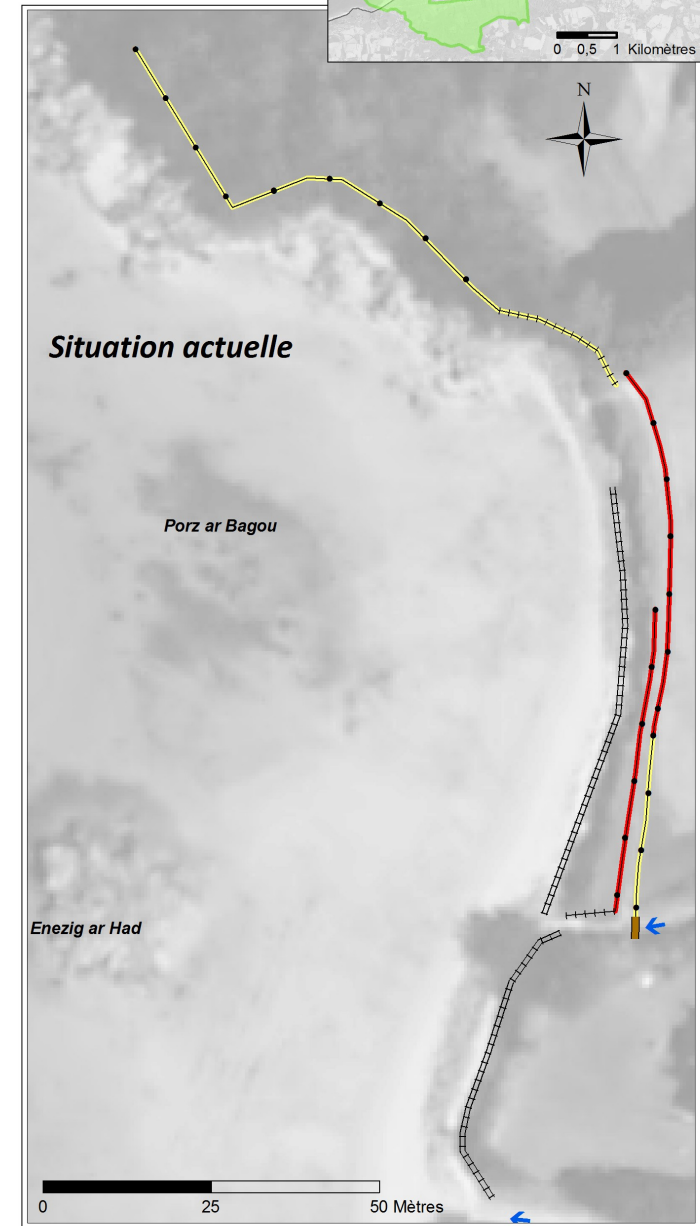 0 0,5 1 Kilomètres
N
Situation actuelle
Porz ar Bagou
Enezig ar Had
0 25 50 Mètres